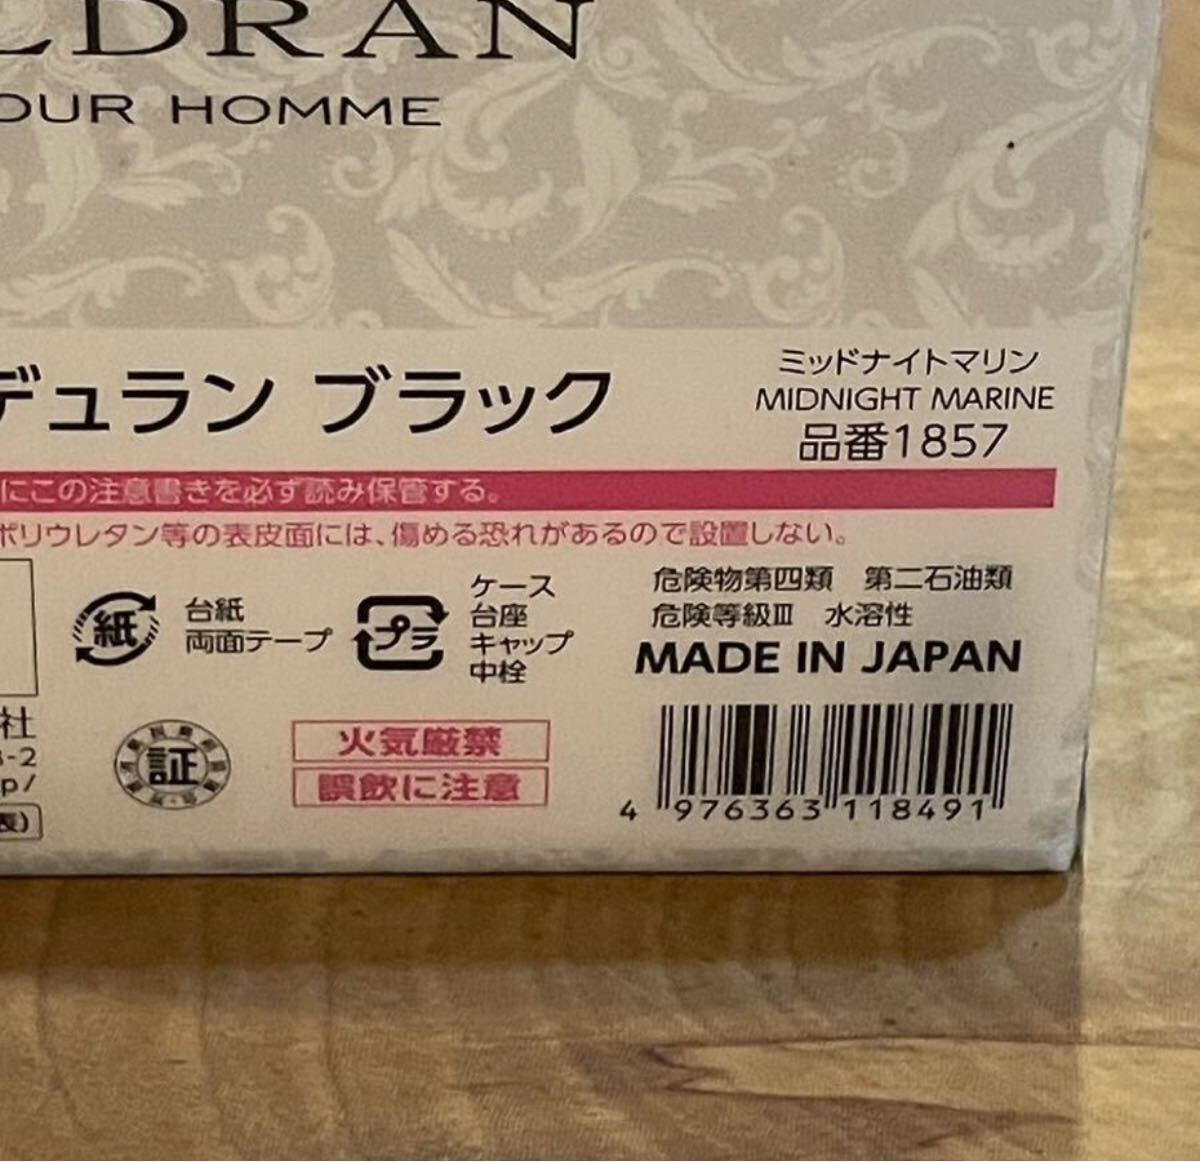 LDRAN
OUR HOMME
デュラン ブラック
ミッドナイトマリン
MIDNIGHT MARINE
品番1857
にこの注意書きを必ず読み保管する。
ポリウレタン等の表皮面には、傷める恐れがあるので設置しない。
紙
台紙
両面テープ
プラ
ケース
台座
キャップ
中栓
危険物第四類 第二石油類
危険等級Ⅲ 水溶性
MADE IN JAPAN
社
3-2
p/
表)
証
火気厳禁
誤飲に注意
4 976363 118491